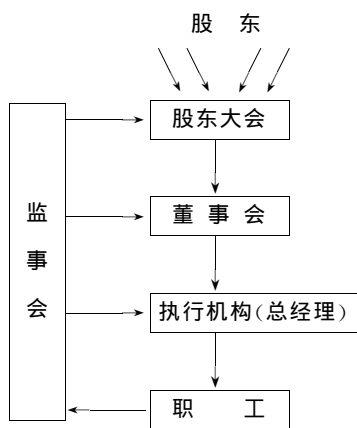 股 东
股东大会
监事会
董 事 会
执行机构(总经理)
职 工